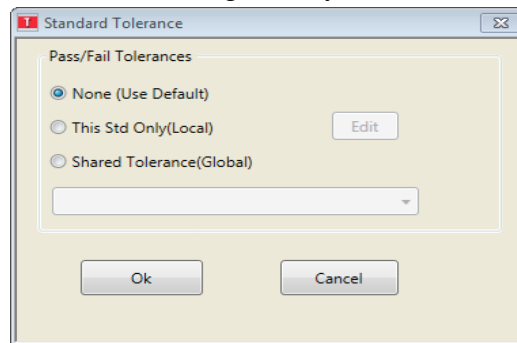 T Standard Tolerance
Pass/Fail Tolerances
None (Use Default)
This Std Only(Local) Edit
Shared Tolerance(Global)
Ok Cancel